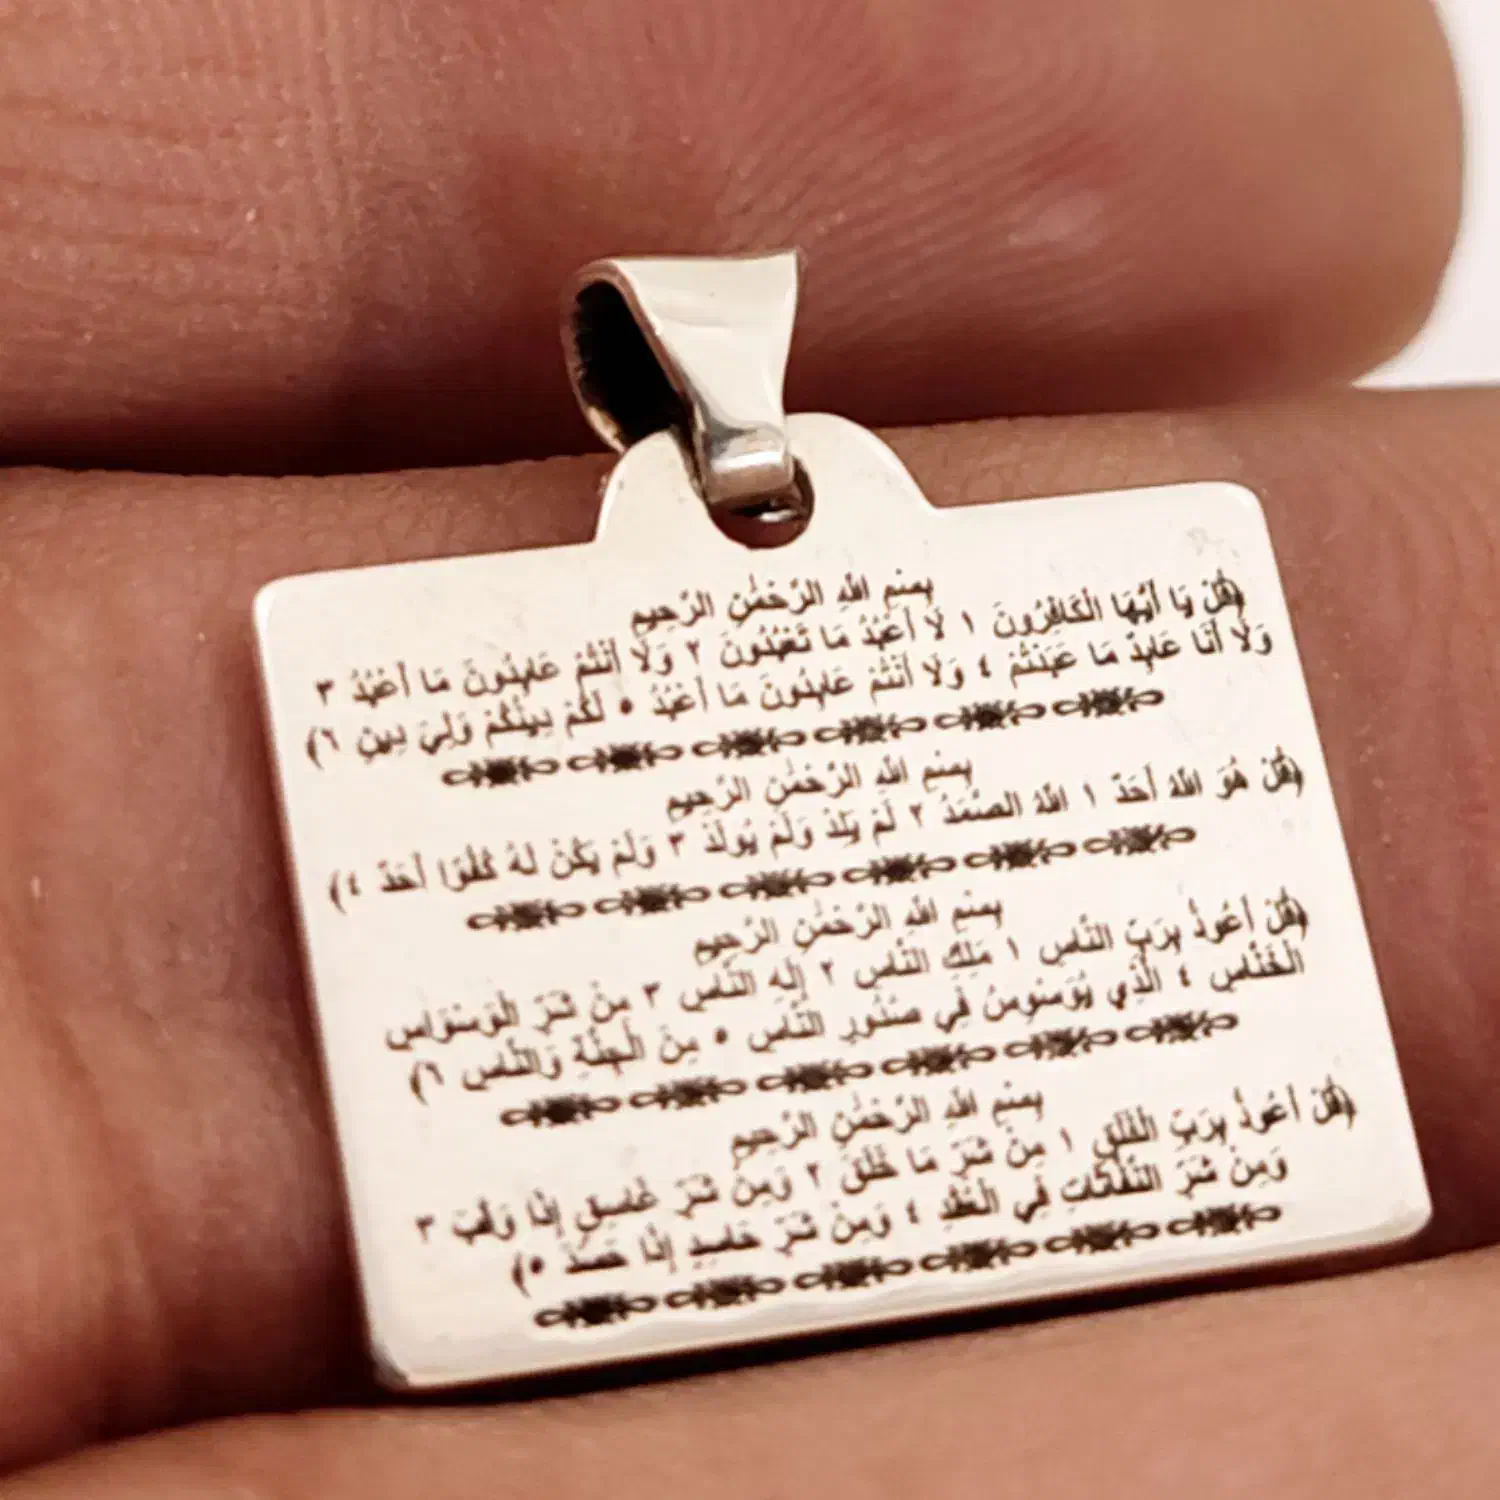 بِسْمِ اللَّهِ الرَّحْمَٰنِ الرَّحِيمِ
﴿قُلْ يَا أَيُّهَا الْكَافِرُونَ ١ لَا أَعْبُدُ مَا تَعْبُدُونَ ٢ وَلَا أَنْتُمْ عَابِدُونَ مَا أَعْبُدُ ٣
وَلَا أَنَا عَابِدٌ مَا عَبَدْتُمْ ٤ وَلَا أَنْتُمْ عَابِدُونَ مَا أَعْبُدُ ٥ لَكُمْ دِينُكُمْ وَلِيَ دِينِ ٦﴾
بِسْمِ اللَّهِ الرَّحْمَٰنِ الرَّحِيمِ
﴿قُلْ هُوَ اللَّهُ أَحَدٌ ١ اللَّهُ الصَّمَدُ ٢ لَمْ يَلِدْ وَلَمْ يُولَدْ ٣ وَلَمْ يَكُنْ لَهُ كُفُوًا أَحَدٌ ٤﴾
بِسْمِ اللَّهِ الرَّحْمَٰنِ الرَّحِيمِ
﴿قُلْ أَعُوذُ بِرَبِّ النَّاسِ ١ مَلِكِ النَّاسِ ٢ إِلَهِ النَّاسِ ٣ مِنْ شَرِّ الْوَسْوَاسِ
الْخَنَّاسِ ٤ الَّذِي يُوَسْوِسُ فِي صُدُورِ النَّاسِ ٥ مِنَ الْجِنَّةِ وَالنَّاسِ ٦﴾
بِسْمِ اللَّهِ الرَّحْمَٰنِ الرَّحِيمِ
﴿قُلْ أَعُوذُ بِرَبِّ الْفَلَقِ ١ مِنْ شَرِّ مَا خَلَقَ ٢ وَمِنْ شَرِّ غَاسِقٍ إِذَا وَقَبَ ٣
وَمِنْ شَرِّ النَّفَّاثَاتِ فِي الْعُقَدِ ٤ وَمِنْ شَرِّ حَاسِدٍ إِذَا حَسَدَ ٥﴾